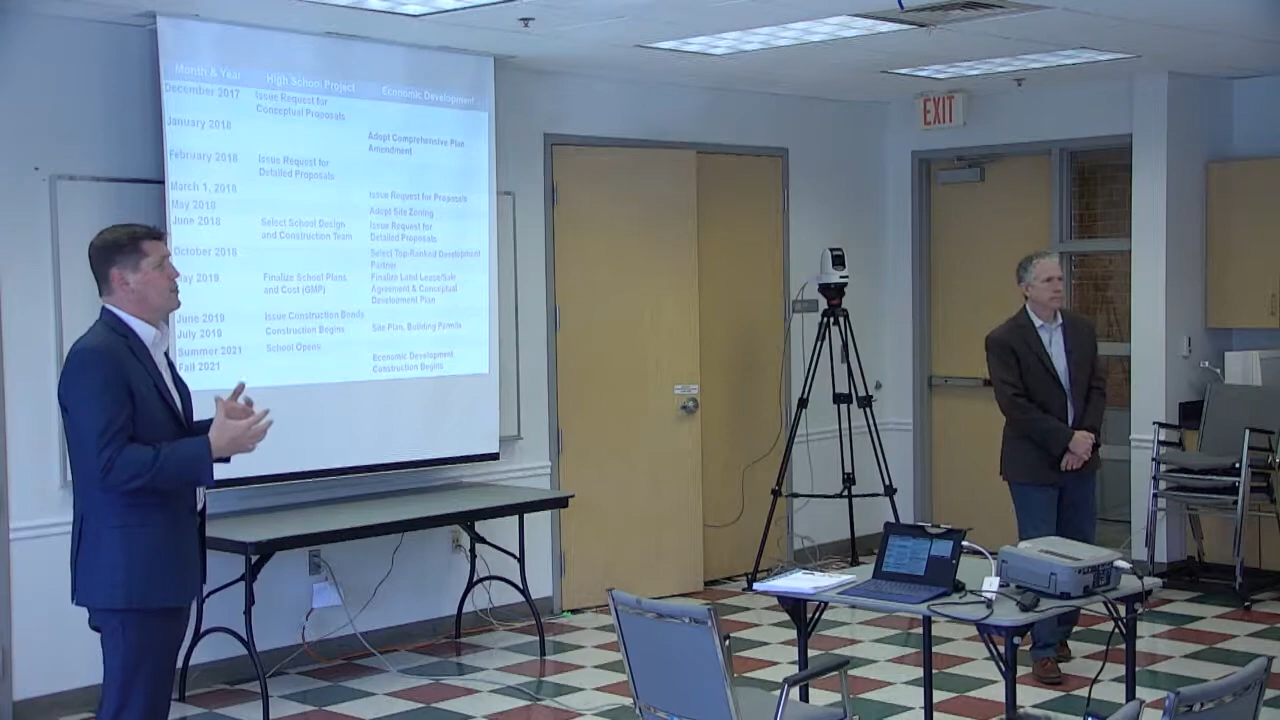 Month & Year High School Project Economic Development
December 2017 Issue Request for
Conceptual Proposals
January 2018
Adopt Comprehensive Plan
Amendment
February 2018 Issue Request for
Detailed Proposals
March 1, 2018 Issue Request for Proposals
May 2018 Adopt Site Zoning
June 2018 Select School Design Issue Request for
and Construction Team Detailed Proposals
October 2018 Select Top-Ranked Development
Partner
ay 2019 Finalize School Plans Finalize Land Lease/Sale
and Cost (GMP) Agreement & Conceptual
Development Plan
June 2019 Issue Construction Bonds
July 2019 Construction Begins Site Plan, Building Permits
Summer 2021 School Opens
Fall 2021 Economic Development
Construction Begins
EXIT